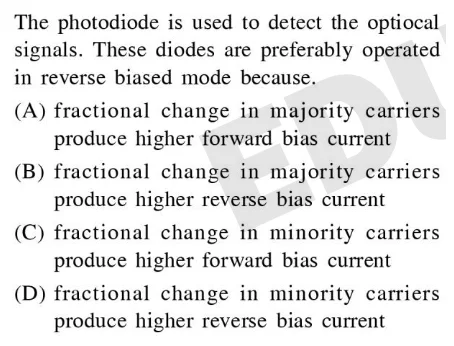 The photodiode is used to detect the optiocal
signals. These diodes are preferably operated
in reverse biased mode because.
(A) fractional change in majority carriers
produce higher forward bias current
(B) fractional change in majority carriers
produce higher reverse bias current
(C) fractional change in minority carriers
produce higher forward bias current
(D) fractional change in minority carriers
produce higher reverse bias current
EDU